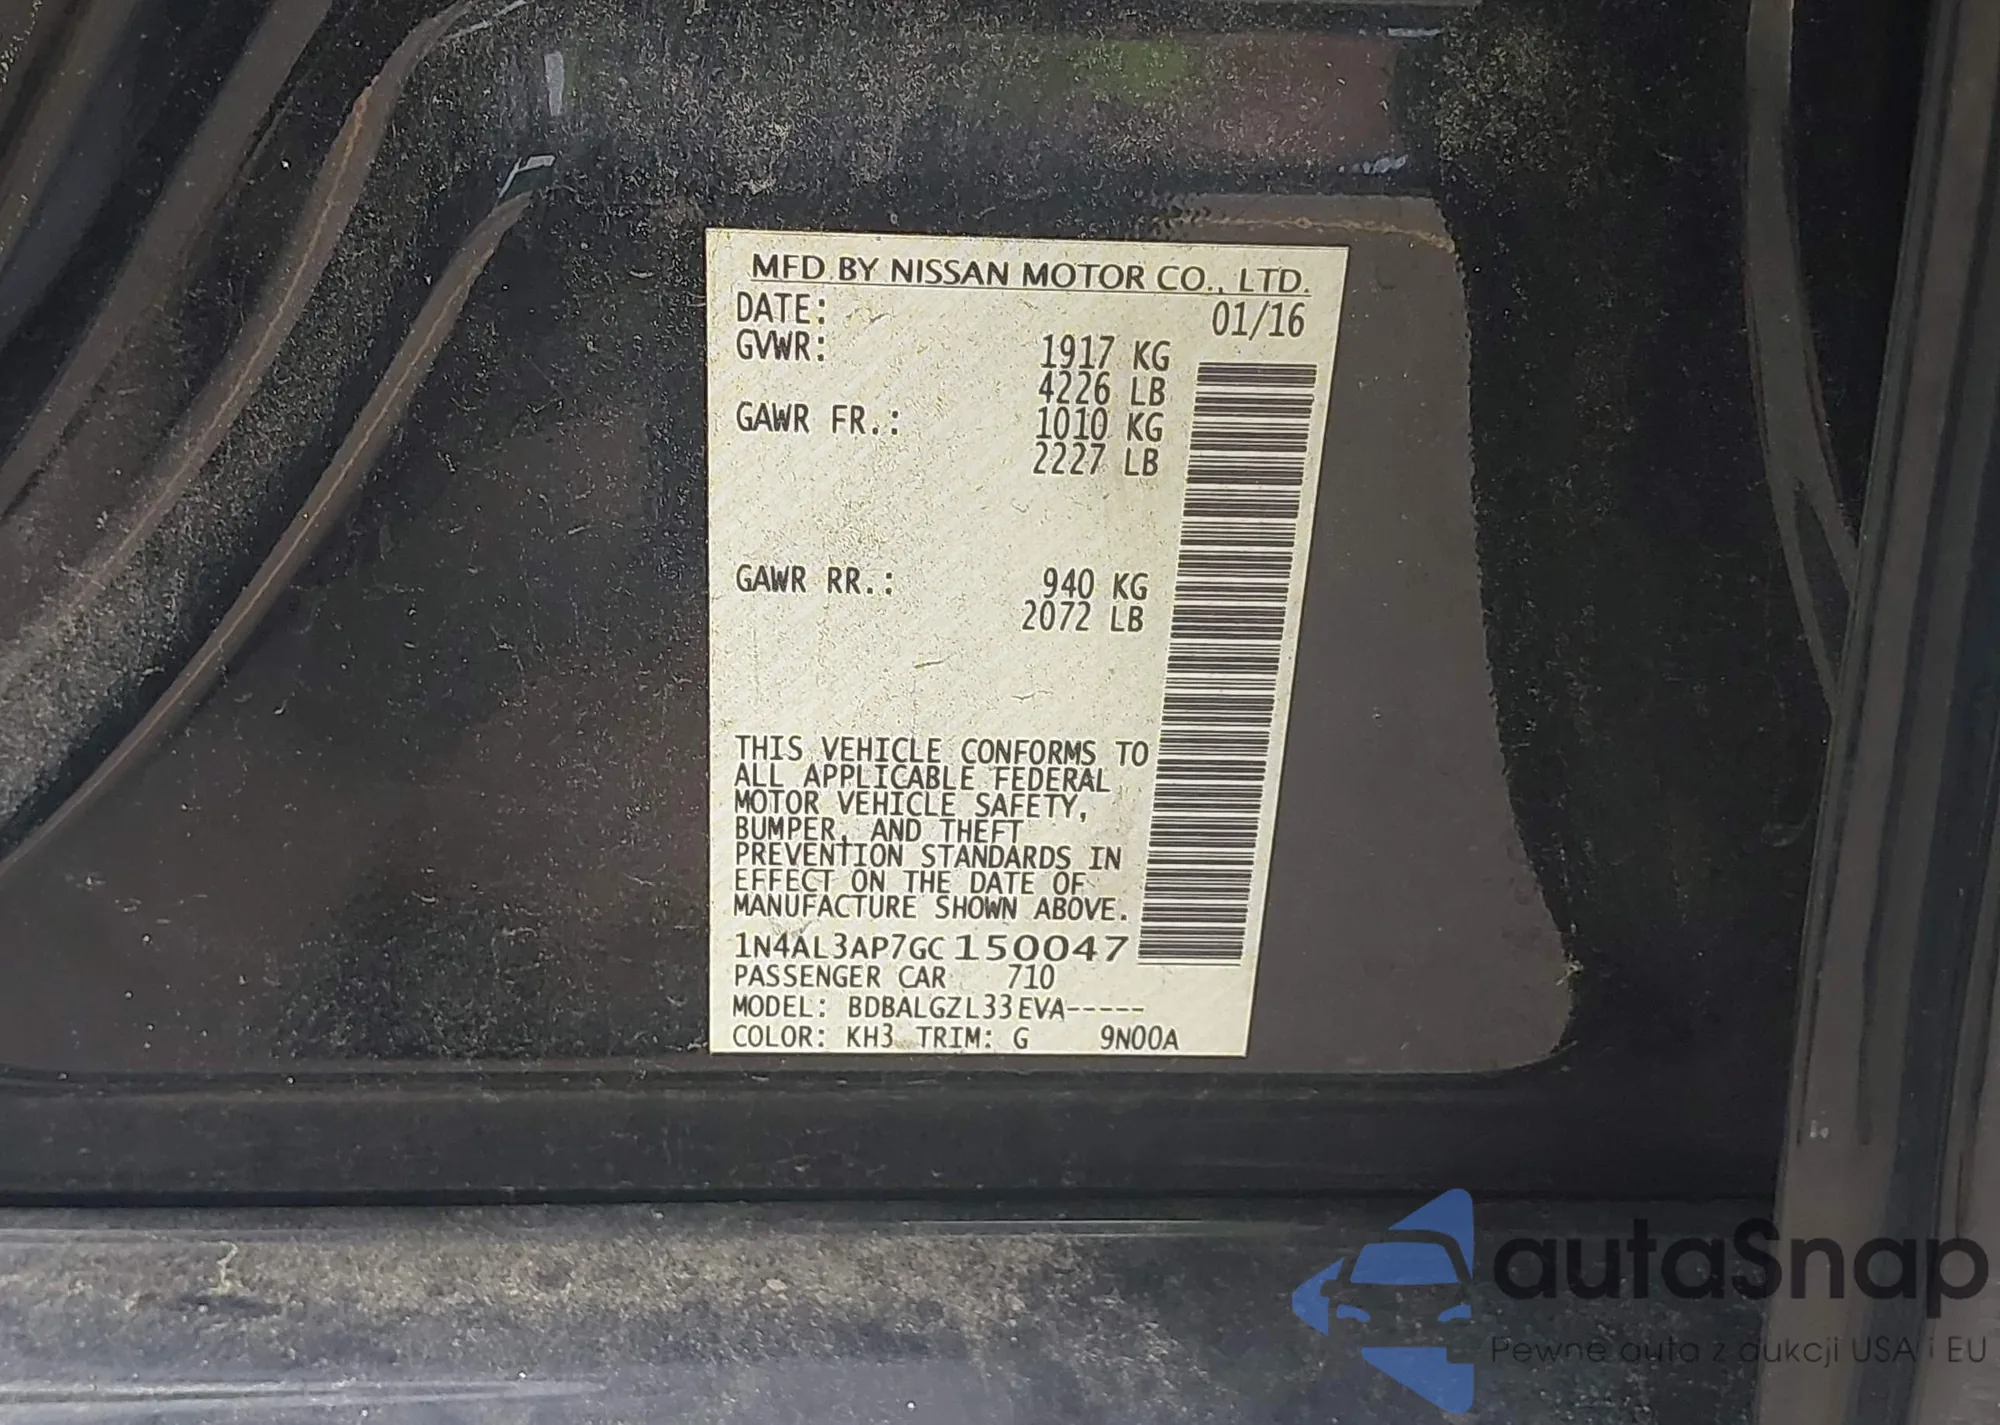 MFD BY NISSAN MOTOR CO., LTD.
DATE: 01/16
GVWR: 1917 KG
4226 LB
GAWR FR.: 1010 KG
2227 LB
GAWR RR.: 940 KG
2072 LB
THIS VEHICLE CONFORMS TO
ALL APPLICABLE FEDERAL
MOTOR VEHICLE SAFETY,
BUMPER, AND THEFT
PREVENTION STANDARDS IN
EFFECT ON THE DATE OF
MANUFACTURE SHOWN ABOVE.
1N4AL3AP7GC150047
PASSENGER CAR 710
MODEL: BDBALGZL33EVA-----
COLOR: KH3 TRIM: G 9N00A
autaSnap
Pewne auta z aukcji USA i EU